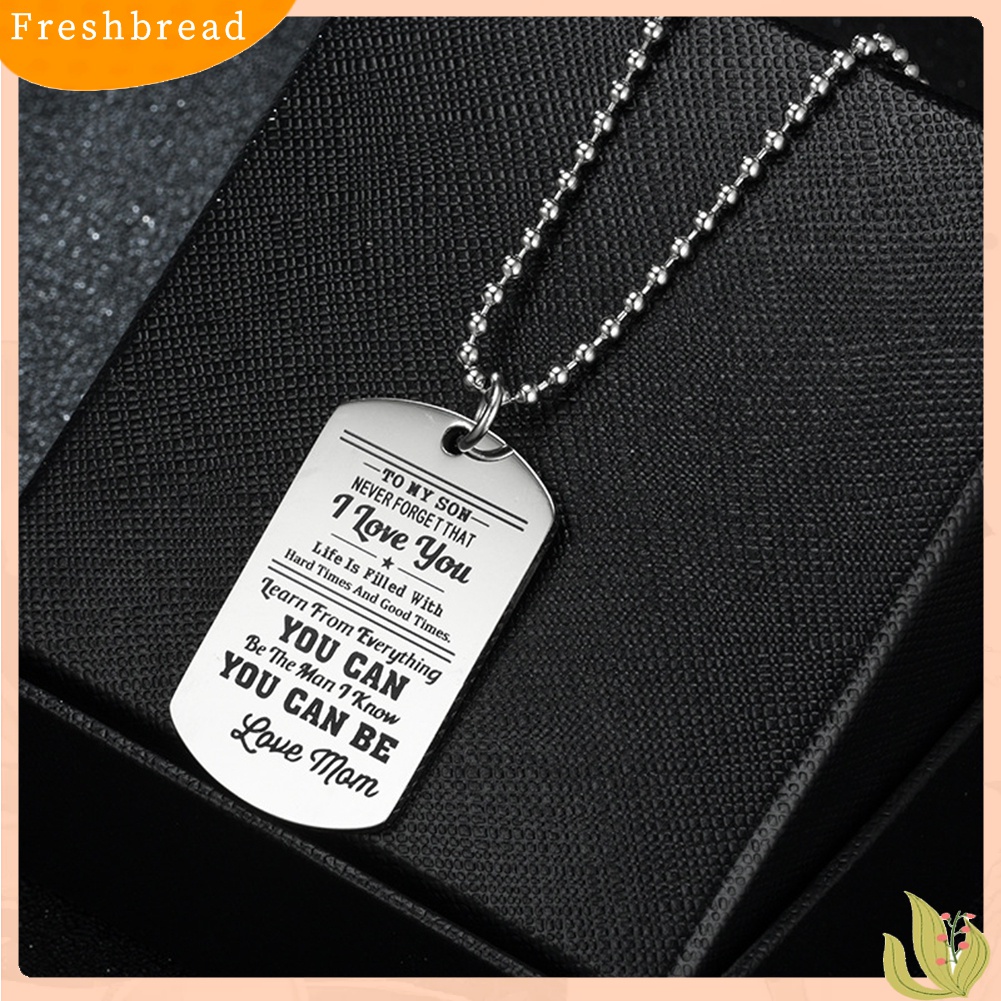 Freshbread
TO MY SON
NEVER FORGET THAT
I Love You
Life Is Filled With
Hard Times And Good Times.
Learn From Everything
YOU CAN
Be The Man I Know
YOU CAN BE
Love Mom